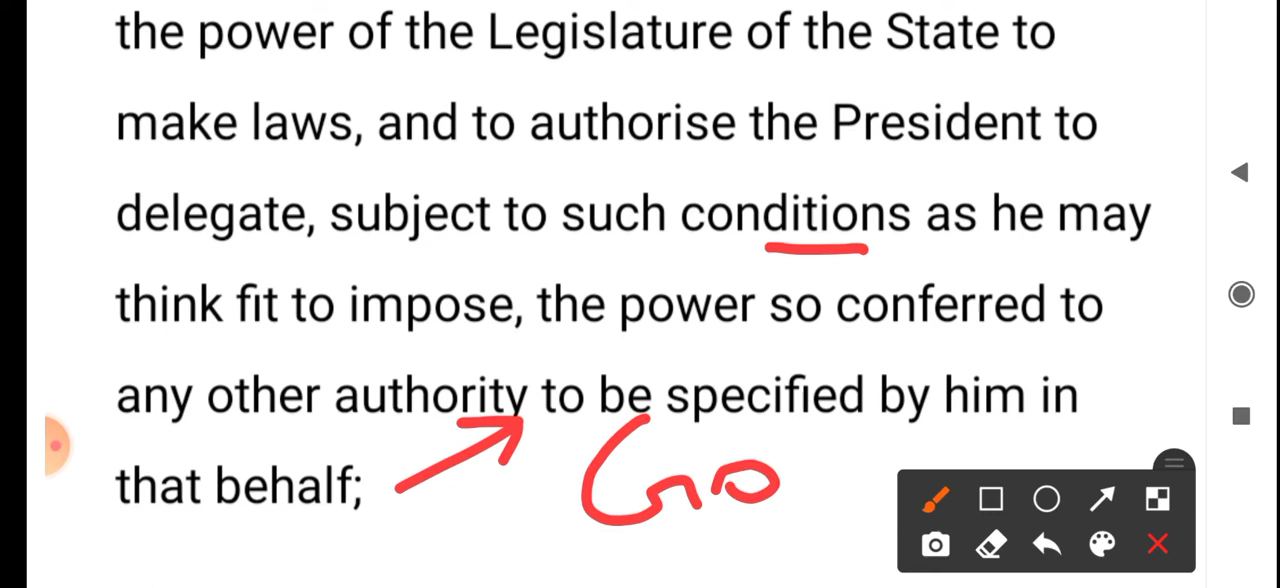 the power of the Legislature of the State to
make laws, and to authorise the President to
delegate, subject to such conditions as he may
think fit to impose, the power so conferred to
any other authority to be specified by him in
that behalf;
Go